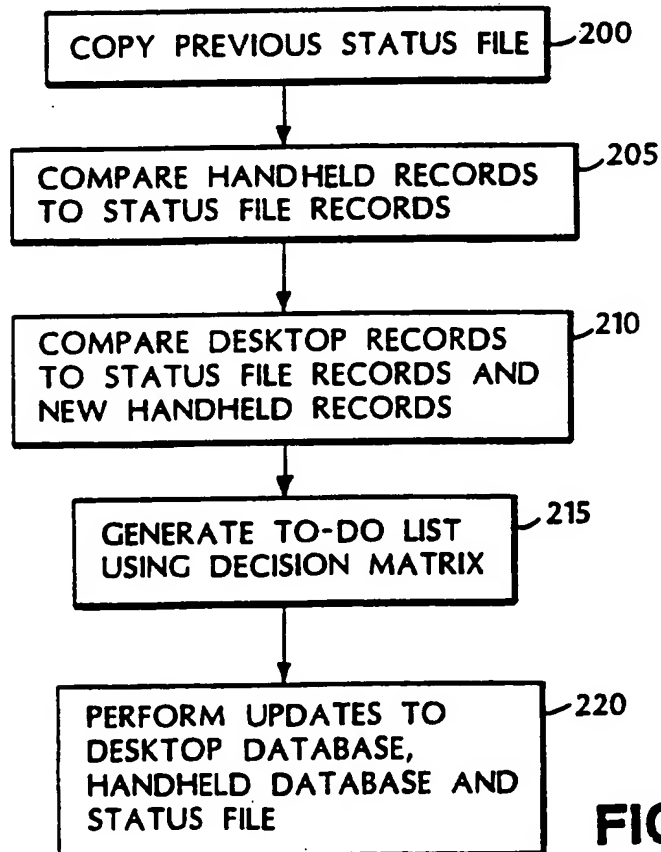 COPY PREVIOUS STATUS FILE
200
COMPARE HANDHELD RECORDS
TO STATUS FILE RECORDS
205
COMPARE DESKTOP RECORDS
TO STATUS FILE RECORDS AND
NEW HANDHELD RECORDS
210
GENERATE TO-DO LIST
USING DECISION MATRIX
215
PERFORM UPDATES TO
DESKTOP DATABASE,
HANDHELD DATABASE AND
STATUS FILE
220
FIG